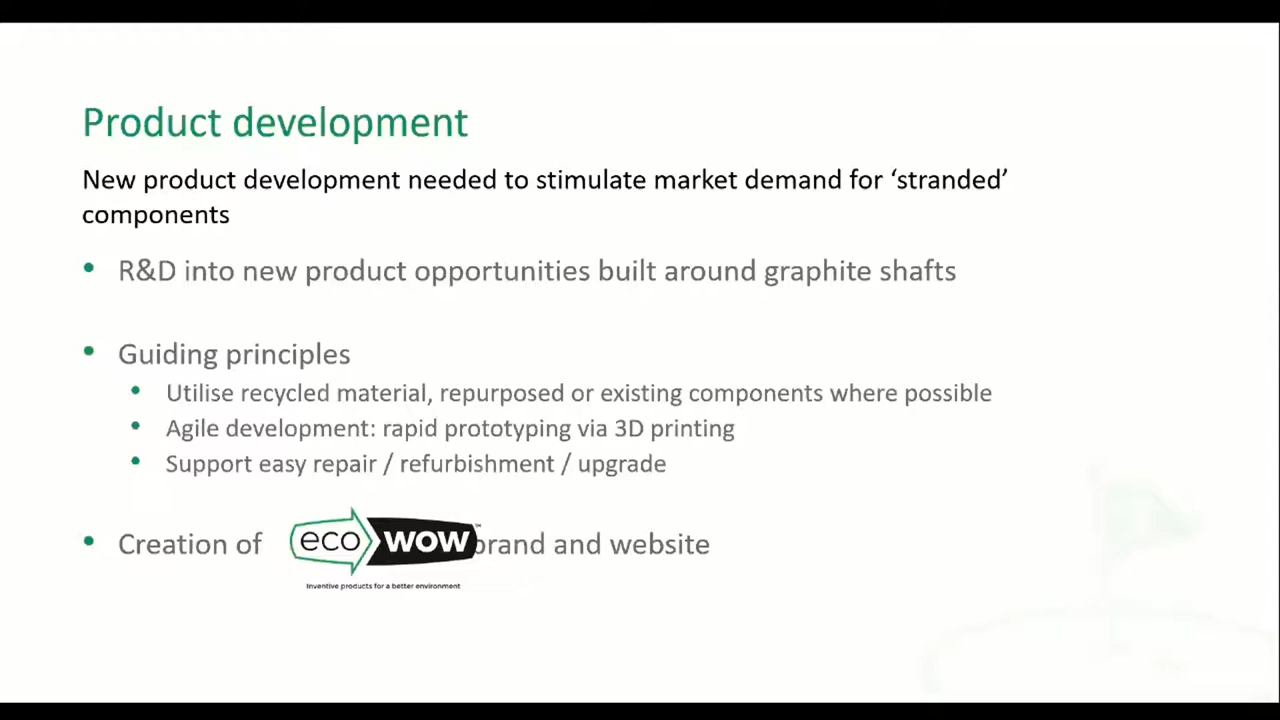 Product development
New product development needed to stimulate market demand for ‘stranded’
components
• R&D into new product opportunities built around graphite shafts
• Guiding principles
• Utilise recycled material, repurposed or existing components where possible
• Agile development: rapid prototyping via 3D printing
• Support easy repair / refurbishment / upgrade
• Creation of eco WOW™ brand and website
Inventive products for a better environment